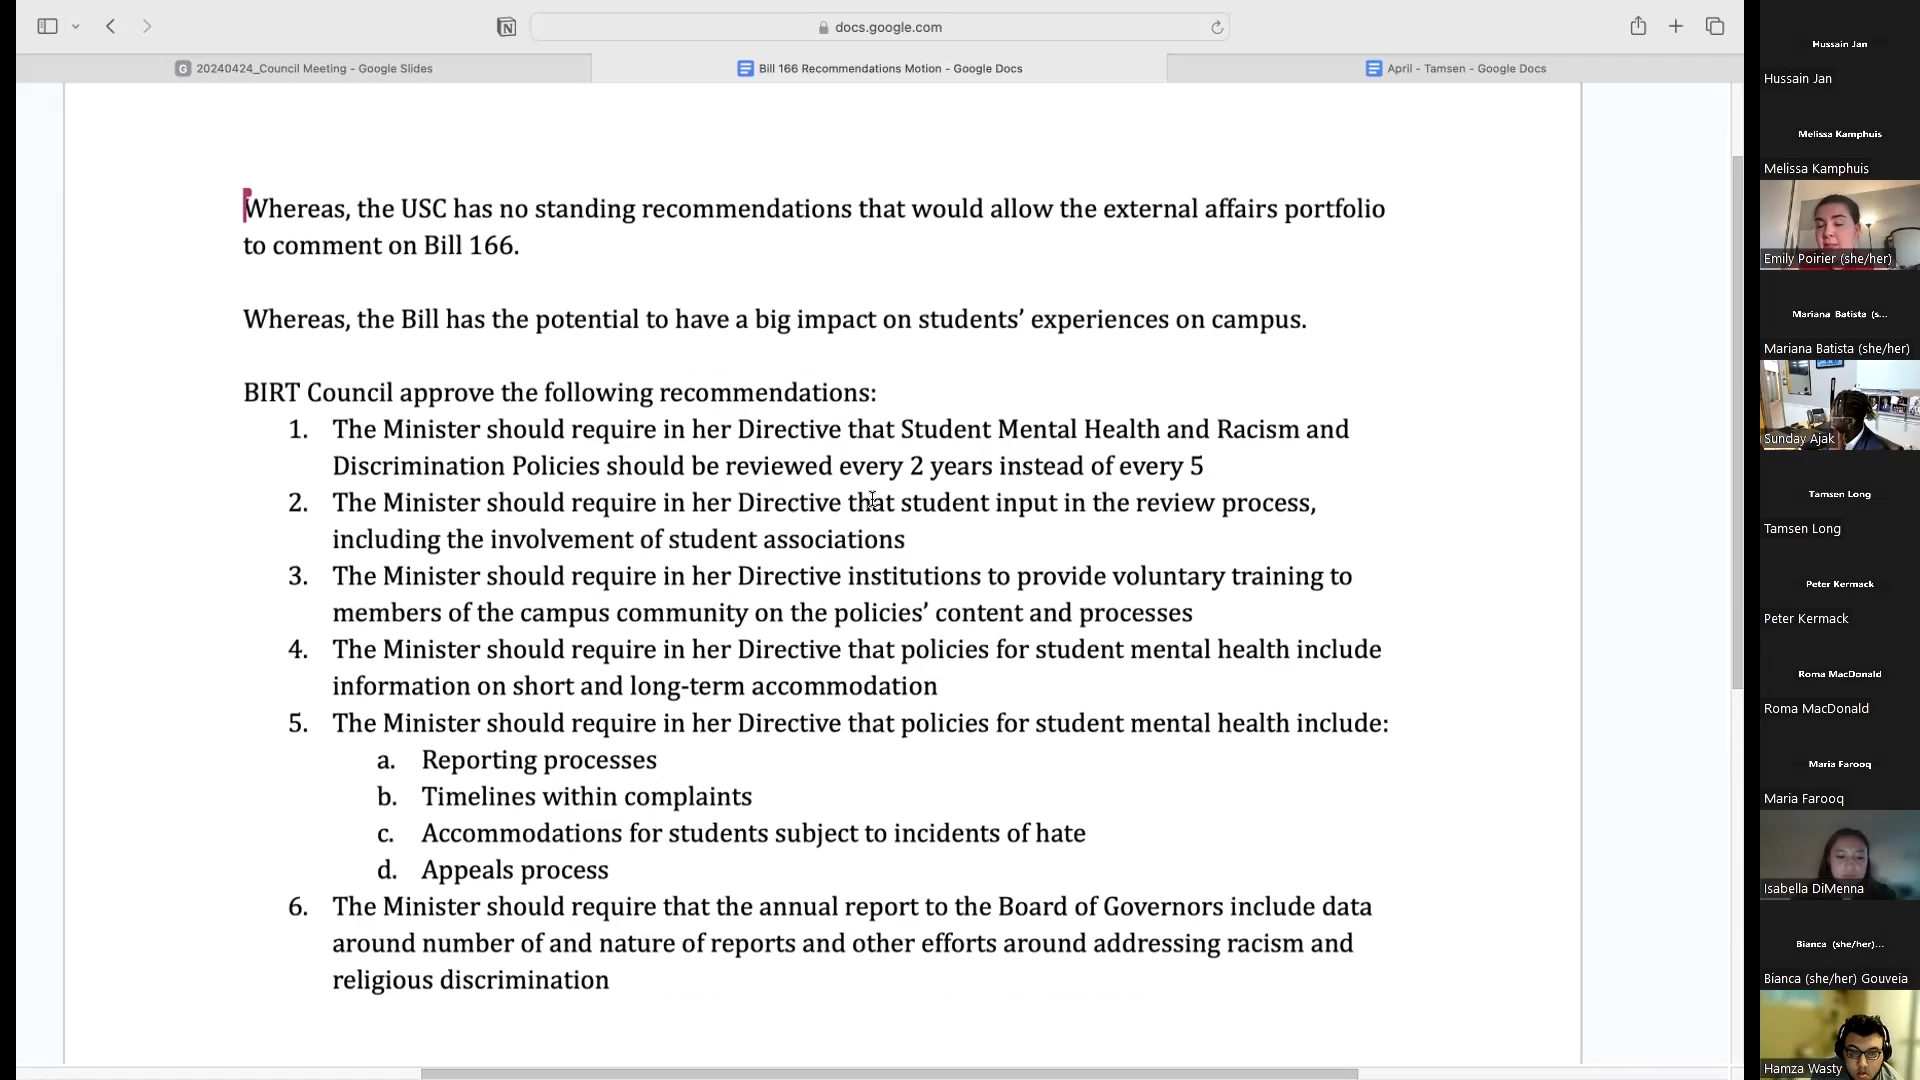 docs.google.com
20240424_Council Meeting - Google Slides
Bill 166 Recommendations Motion - Google Docs
April - Tamsen - Google Docs
Whereas, the USC has no standing recommendations that would allow the external affairs portfolio
to comment on Bill 166.
Whereas, the Bill has the potential to have a big impact on students’ experiences on campus.
BIRT Council approve the following recommendations:
1. The Minister should require in her Directive that Student Mental Health and Racism and
Discrimination Policies should be reviewed every 2 years instead of every 5
2. The Minister should require in her Directive that student input in the review process,
including the involvement of student associations
3. The Minister should require in her Directive institutions to provide voluntary training to
members of the campus community on the policies’ content and processes
4. The Minister should require in her Directive that policies for student mental health include
information on short and long-term accommodation
5. The Minister should require in her Directive that policies for student mental health include:
a. Reporting processes
b. Timelines within complaints
c. Accommodations for students subject to incidents of hate
d. Appeals process
6. The Minister should require that the annual report to the Board of Governors include data
around number of and nature of reports and other efforts around addressing racism and
religious discrimination
Hussain Jan
Hussain Jan
Melissa Kamphuis
Melissa Kamphuis
Emily Poirier (she/her)
Mariana Batista (s...
Mariana Batista (she/her)
Sunday Ajak
Tamsen Long
Tamsen Long
Peter Kermack
Peter Kermack
Roma MacDonald
Roma MacDonald
Maria Farooq
Maria Farooq
Isabella DiMenna
Bianca (she/her)...
Bianca (she/her) Gouveia
Hamza Wasty